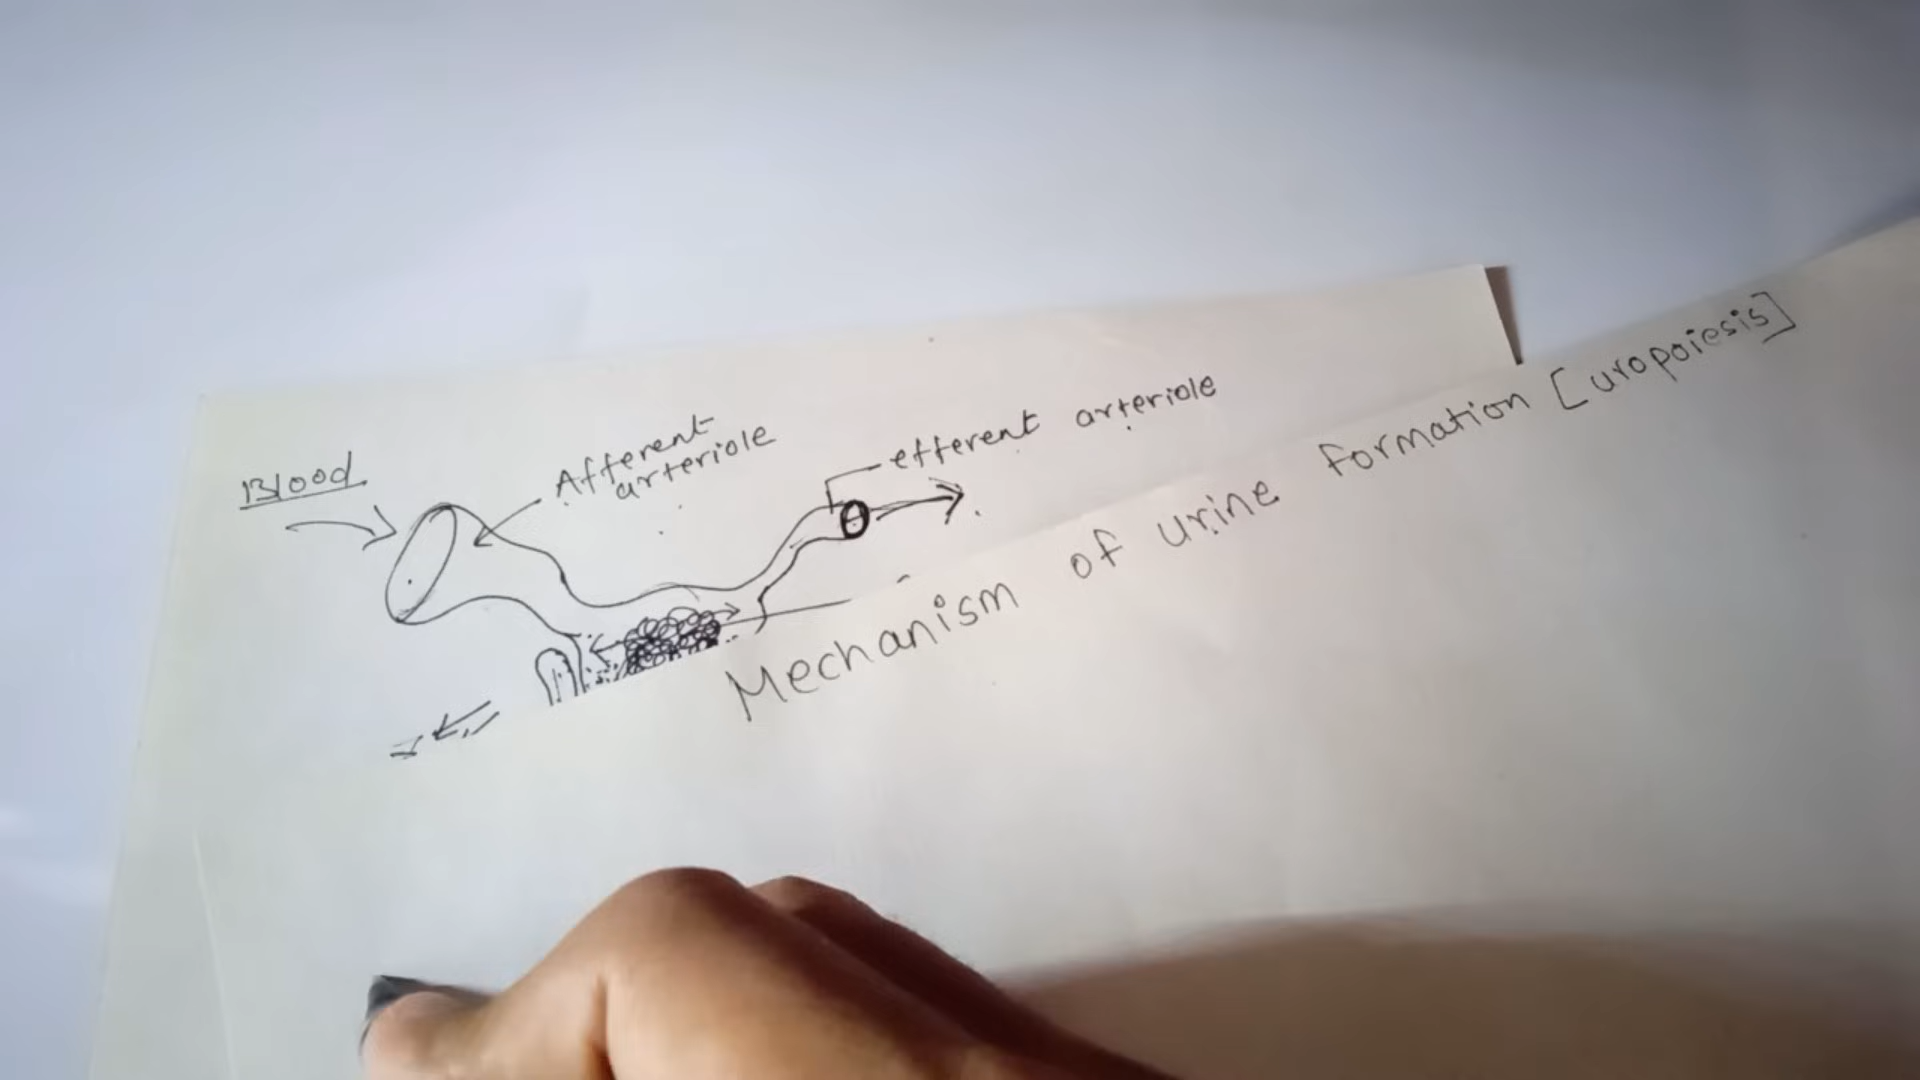 Blood
Afferent
arteriole
efferent arteriole
Mechanism of urine formation [uropoiesis]